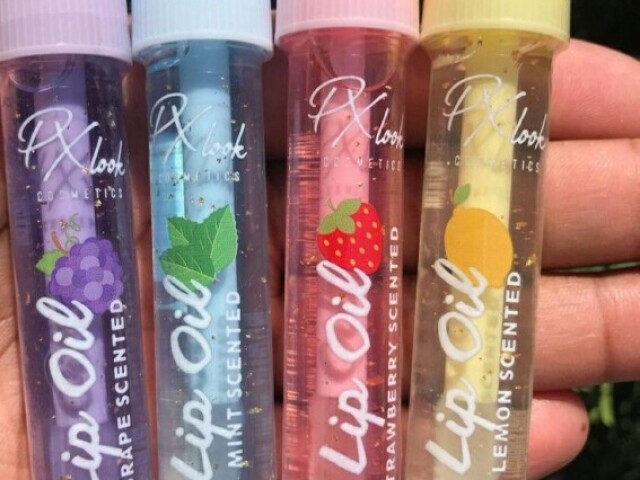 PX look
COSMETICS
Lip Oil
GRAPE SCENTED
PX look
COSMETICS
Lip Oil
MINT SCENTED
PX look
COSMETICS
Lip Oil
STRAWBERRY SCENTED
PX look
COSMETICS
Lip Oil
LEMON SCENTED